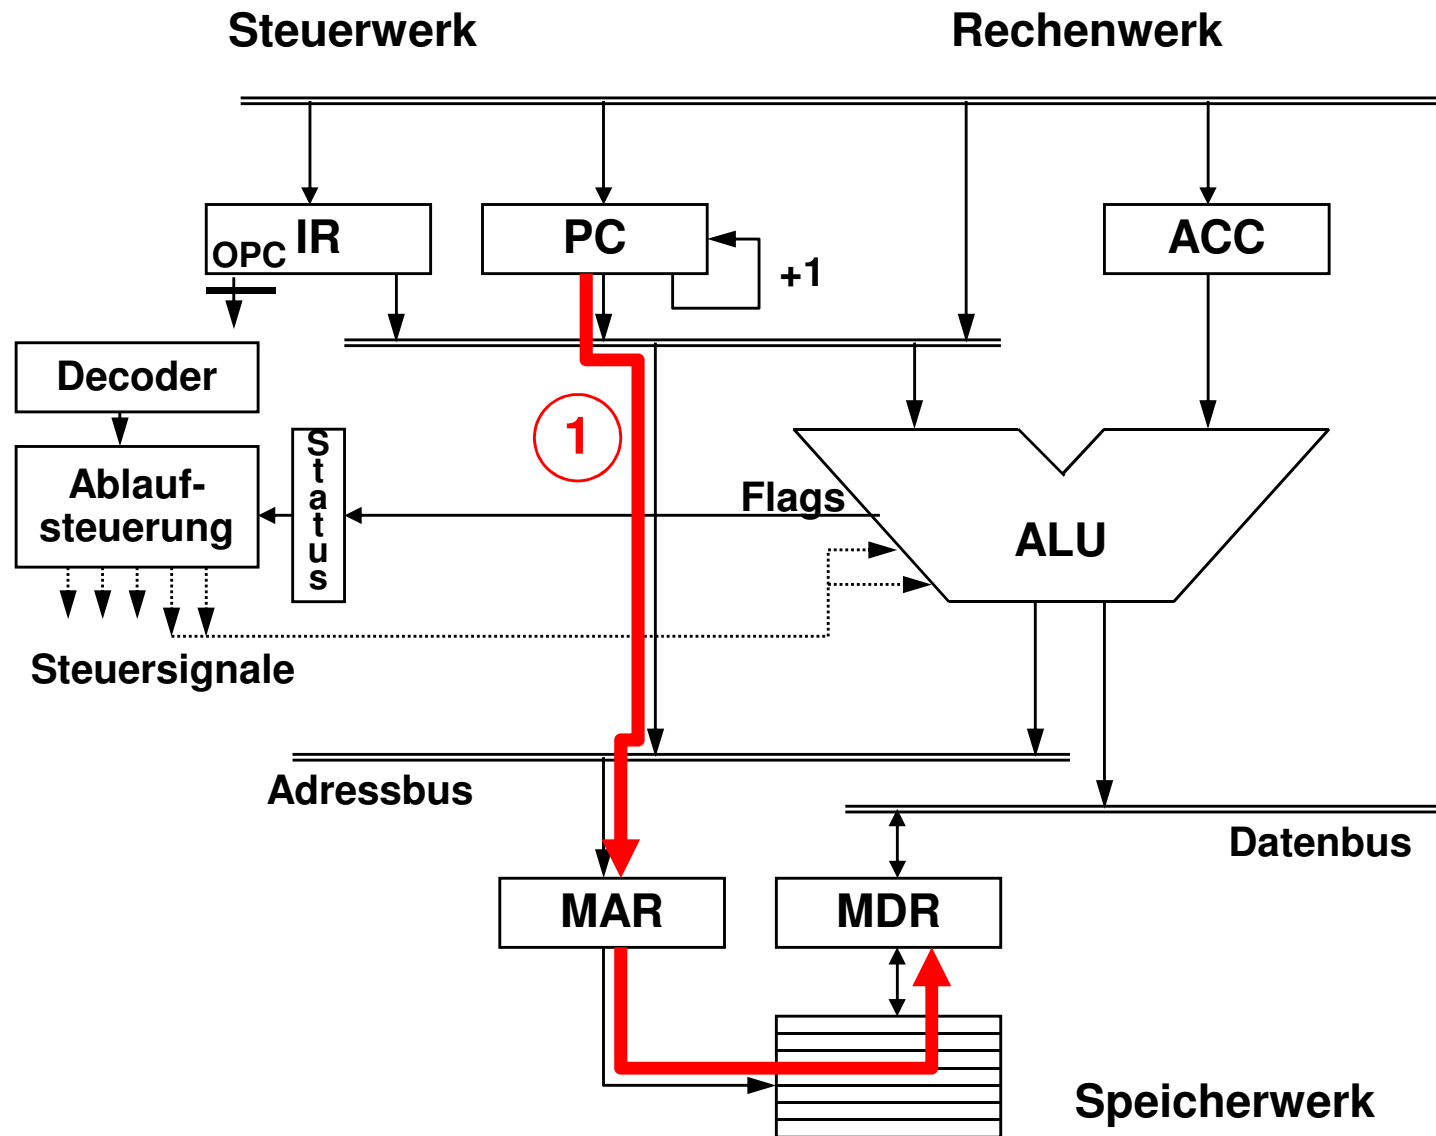 Steuerwerk
Rechenwerk
IR
OPC
PC
+1
ACC
Decoder
1
Status
Ablauf-
steuerung
Flags
ALU
Steuersignale
Adressbus
Datenbus
MAR
MDR
Speicherwerk